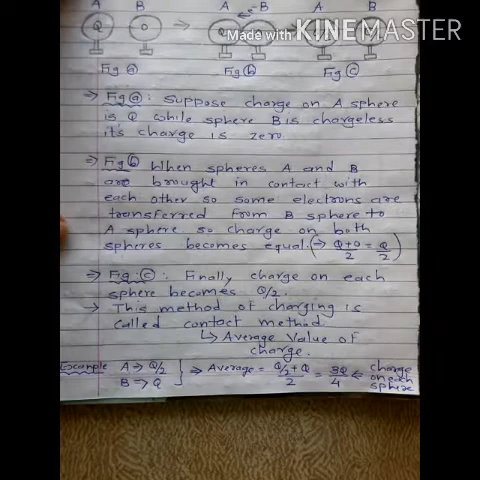 A B A B A B
Q O
Made with KINEMASTER
Fig (a) Fig (b) Fig (c)
⇒ Fig (a): Suppose charge on A sphere
is Q while sphere B is chargeless
its charge is zero.
⇒ Fig (b) When spheres A and B
are brought in contact with
each other so some electrons are
transferred from B sphere to
A sphere so charge on both
spheres becomes equal. (⇒ Q+0/2 = Q/2)
⇒ Fig (c): Finally charge on each
sphere becomes Q/2.
→ This method of charging is
called contact method.
↳ Average value of
charge.
Example A ⇒ Q/2
B ⇒ Q } ⇒ Average = Q/2 + Q / 2 = 3Q/4 ← charge on each sphere